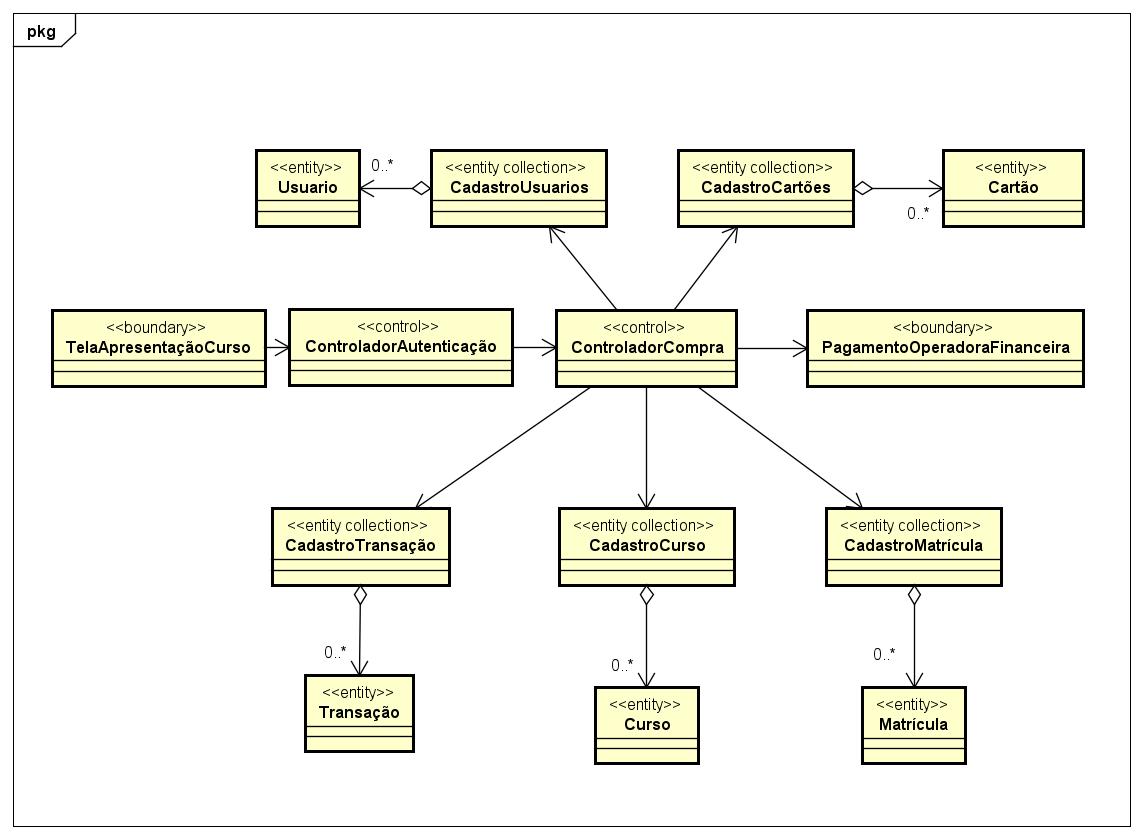 pkg
<<entity>>
Usuario
0..*
<<entity collection>>
CadastroUsuarios
<<entity collection>>
CadastroCartões
0..*
<<entity>>
Cartão
<<boundary>>
TelaApresentaçãoCurso
<<control>>
ControladorAutenticação
<<control>>
ControladorCompra
<<boundary>>
PagamentoOperadoraFinanceira
<<entity collection>>
CadastroTransação
<<entity collection>>
CadastroCurso
<<entity collection>>
CadastroMatrícula
0..*
0..*
0..*
<<entity>>
Transação
<<entity>>
Curso
<<entity>>
Matrícula